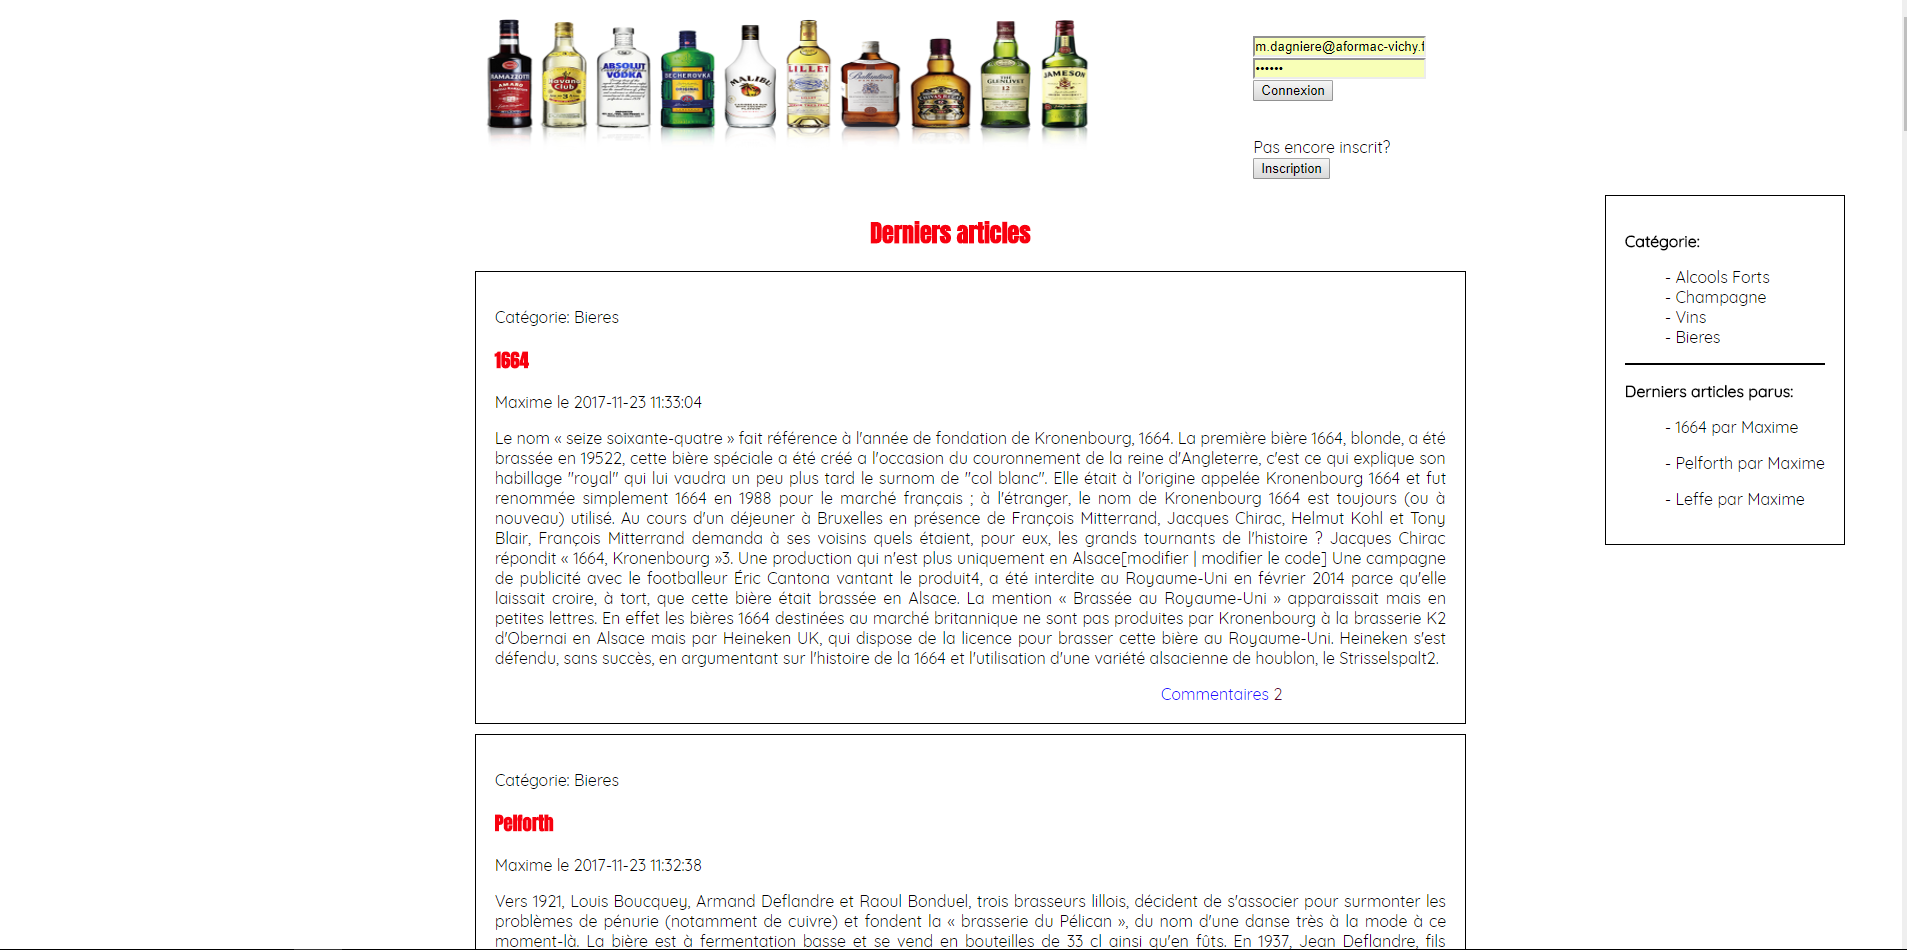 RAMAZZOTTI
AMARO
Havana
Club
3
ABSOLUT
VODKA
BECHEROVKA
ORIGINAL
MALIBU
LILLET
Ballantine's
CHIVAS REGAL
12
THE
GLENLIVET
12
JAMESON
m.dagniere@aformac-vichy.f
••••••
Connexion
Pas encore inscrit?
Inscription
Derniers articles
Catégorie: Bieres
1664
Maxime le 2017-11-23 11:33:04
Le nom « seize soixante-quatre » fait référence à l'année de fondation de Kronenbourg, 1664. La première bière 1664, blonde, a été
brassée en 19522, cette bière spéciale a été créé a l'occasion du couronnement de la reine d'Angleterre, c'est ce qui explique son
habillage "royal" qui lui vaudra un peu plus tard le surnom de "col blanc". Elle était à l'origine appelée Kronenbourg 1664 et fut
renommée simplement 1664 en 1988 pour le marché français ; à l'étranger, le nom de Kronenbourg 1664 est toujours (ou à
nouveau) utilisé. Au cours d'un déjeuner à Bruxelles en présence de François Mitterrand, Jacques Chirac, Helmut Kohl et Tony
Blair, François Mitterrand demanda à ses voisins quels étaient, pour eux, les grands tournants de l'histoire ? Jacques Chirac
répondit « 1664, Kronenbourg »3. Une production qui n'est plus uniquement en Alsace[modifier | modifier le code] Une campagne
de publicité avec le footballeur Éric Cantona vantant le produit4, a été interdite au Royaume-Uni en février 2014 parce qu'elle
laissait croire, à tort, que cette bière était brassée en Alsace. La mention « Brassée au Royaume-Uni » apparaissait mais en
petites lettres. En effet les bières 1664 destinées au marché britannique ne sont pas produites par Kronenbourg à la brasserie K2
d'Obernai en Alsace mais par Heineken UK, qui dispose de la licence pour brasser cette bière au Royaume-Uni. Heineken s'est
défendu, sans succès, en argumentant sur l'histoire de la 1664 et l'utilisation d'une variété alsacienne de houblon, le Strisselspalt2.
Commentaires 2
Catégorie: Bieres
Pelforth
Maxime le 2017-11-23 11:32:38
Vers 1921, Louis Boucquey, Armand Deflandre et Raoul Bonduel, trois brasseurs lillois, décident de s'associer pour surmonter les
problèmes de pénurie (notamment de cuivre) et fondent la « brasserie du Pélican », du nom d'une danse très à la mode à ce
moment-là. La bière est à fermentation basse et se vend en bouteilles de 33 cl ainsi qu'en fûts. En 1937, Jean Deflandre, fils
Catégorie:
- Alcools Forts
- Champagne
- Vins
- Bieres
Derniers articles parus:
- 1664 par Maxime
- Pelforth par Maxime
- Leffe par Maxime